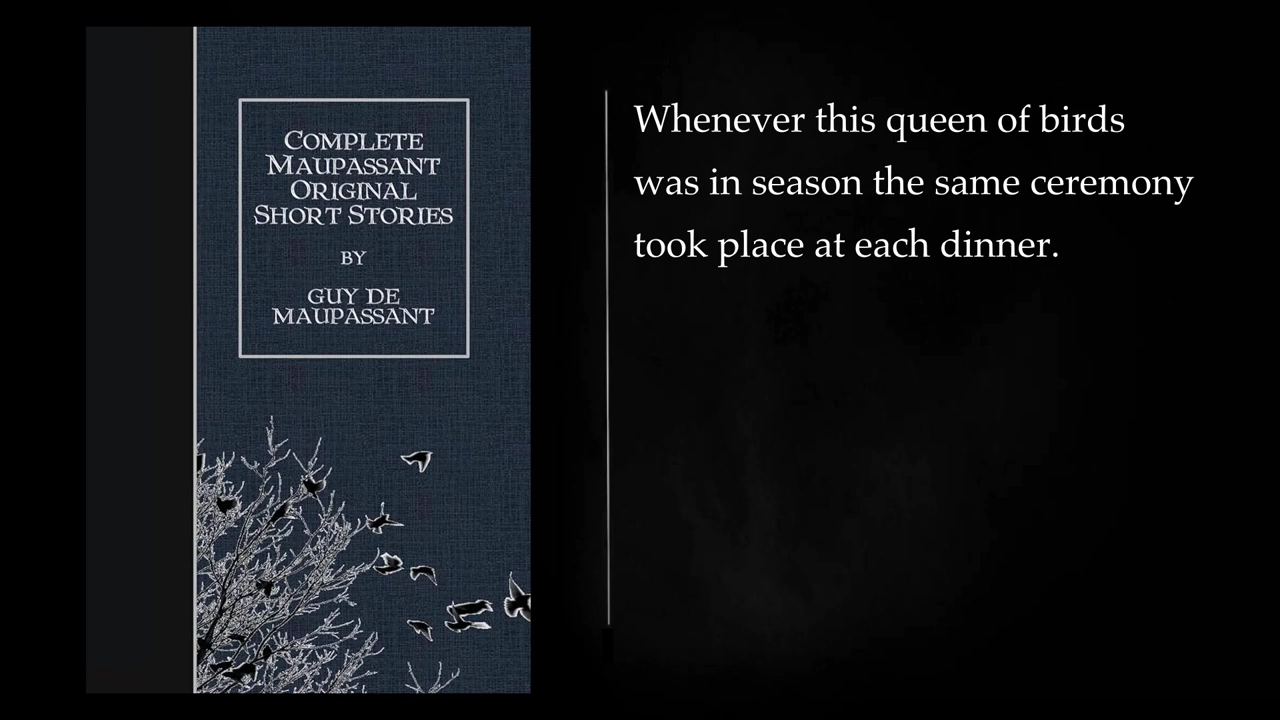 COMPLETE
MAUPASSANT
ORIGINAL
SHORT STORIES
BY
GUY DE
MAUPASSANT
Whenever this queen of birds
was in season the same ceremony
took place at each dinner.